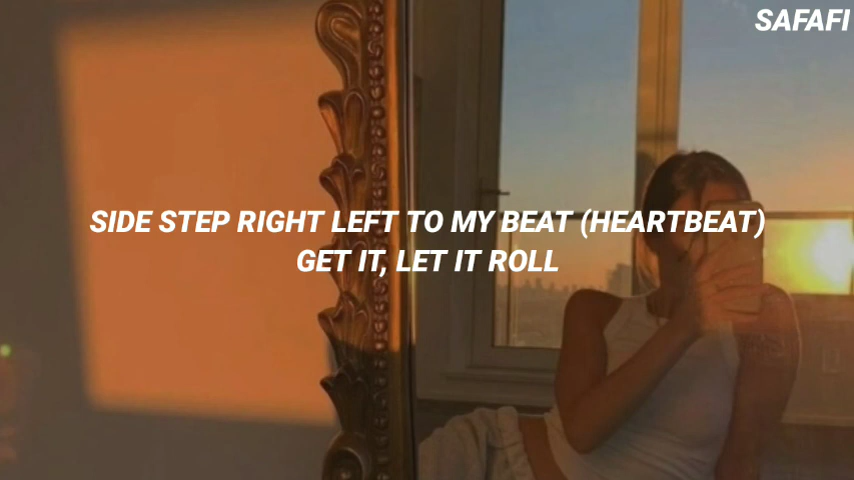 SAFAFI
SIDE STEP RIGHT LEFT TO MY BEAT (HEARTBEAT)
GET IT, LET IT ROLL